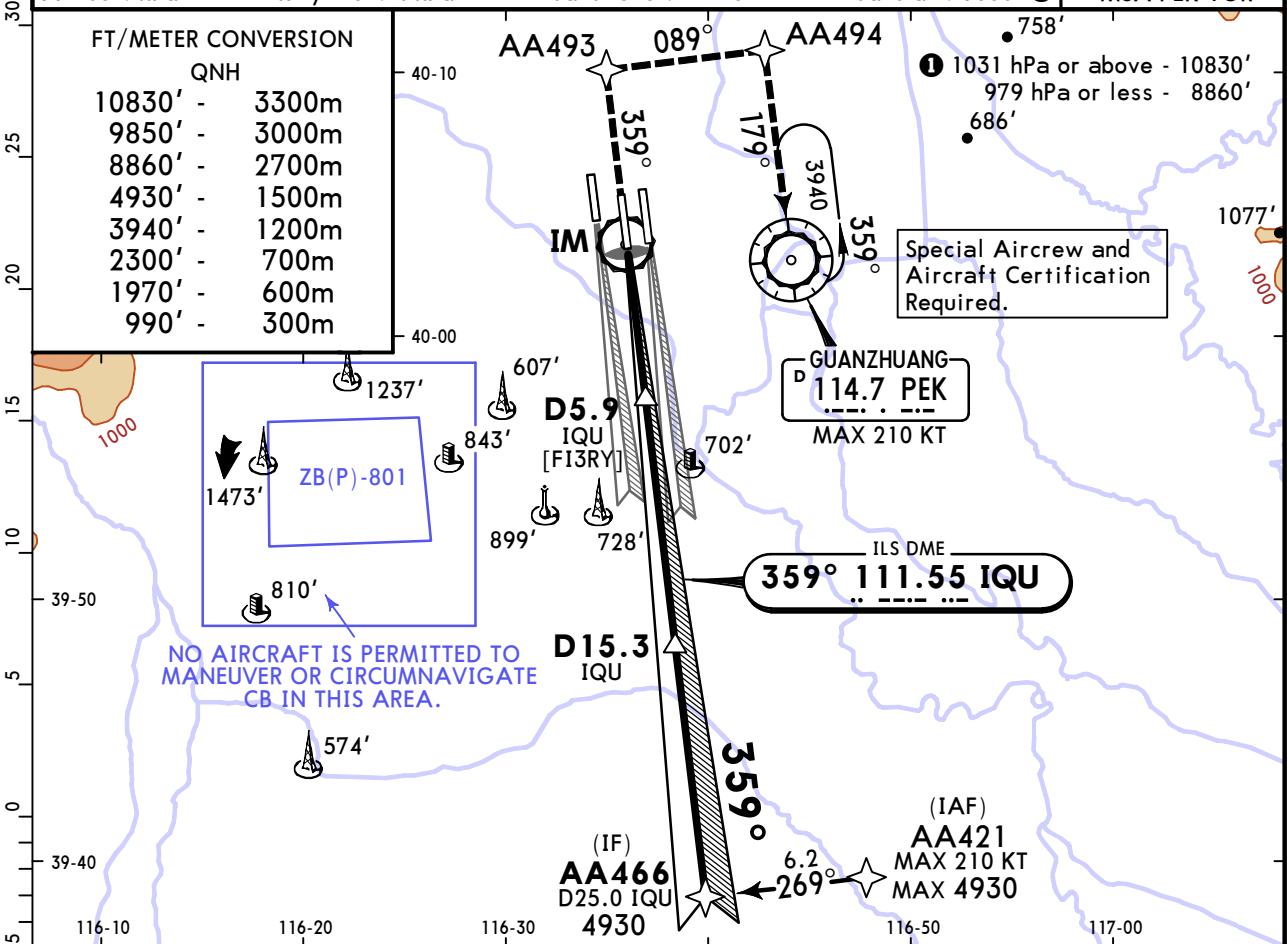 FT/METER CONVERSION
QNH
10830' - 3300m
9850' - 3000m
8860' - 2700m
4930' - 1500m
3940' - 1200m
2300' - 700m
1970' - 600m
990' - 300m
30
25
20
15
10
5
0
5
40-10
40-00
39-50
39-40
116-10
116-20
116-30
116-50
117-00
AA493
089°
AA494
359°
179°
3940
359°
758'
1 1031 hPa or above - 10830'
979 hPa or less - 8860'
686'
1077'
1000
IM
Special Aircrew and
Aircraft Certification
Required.
GUANZHUANG
D 114.7 PEK
MAX 210 KT
1000
1237'
607'
843'
1473'
ZB(P)-801
810'
899'
728'
702'
D5.9
IQU
[FI3RY]
ILS DME
359° 111.55 IQU
NO AIRCRAFT IS PERMITTED TO
MANEUVER OR CIRCUMNAVIGATE
CB IN THIS AREA.
D15.3
IQU
574'
359°
(IF)
AA466
D25.0 IQU
4930
6.2
269°
(IAF)
AA421
MAX 210 KT
MAX 4930